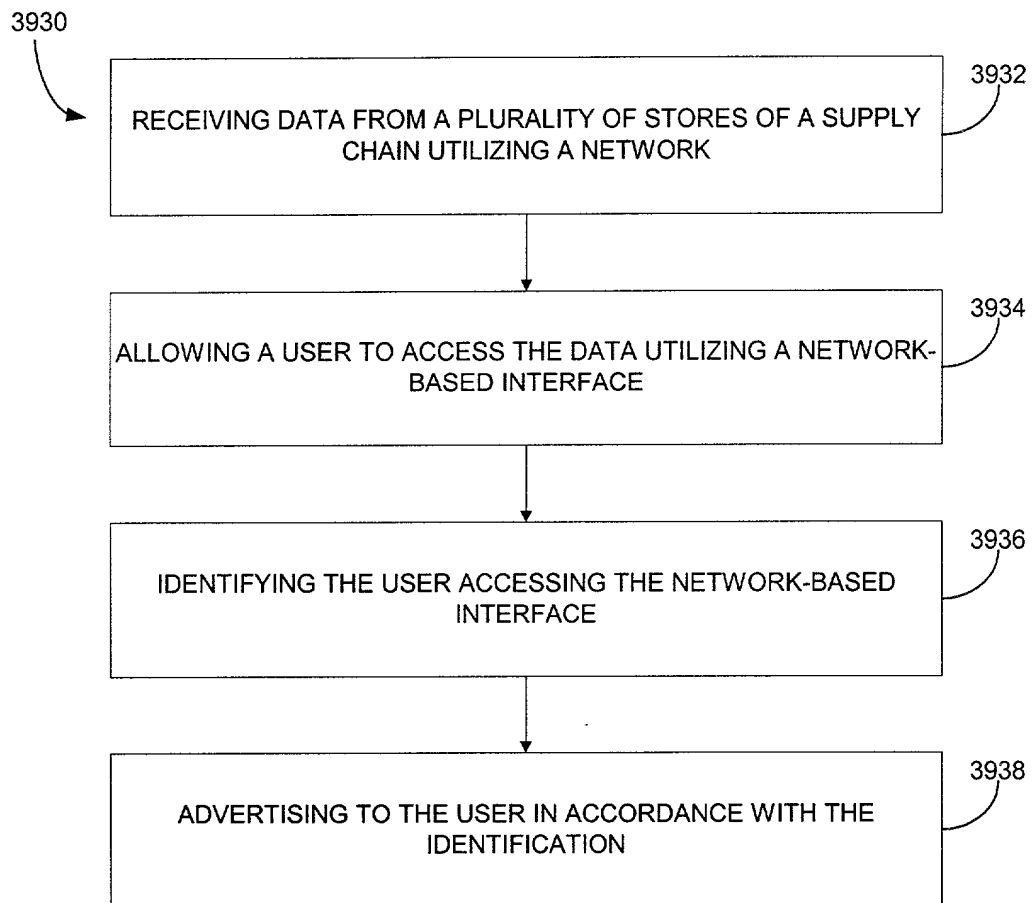 3930
3932
RECEIVING DATA FROM A PLURALITY OF STORES OF A SUPPLY
CHAIN UTILIZING A NETWORK
3934
ALLOWING A USER TO ACCESS THE DATA UTILIZING A NETWORK-
BASED INTERFACE
3936
IDENTIFYING THE USER ACCESSING THE NETWORK-BASED
INTERFACE
3938
ADVERTISING TO THE USER IN ACCORDANCE WITH THE
IDENTIFICATION